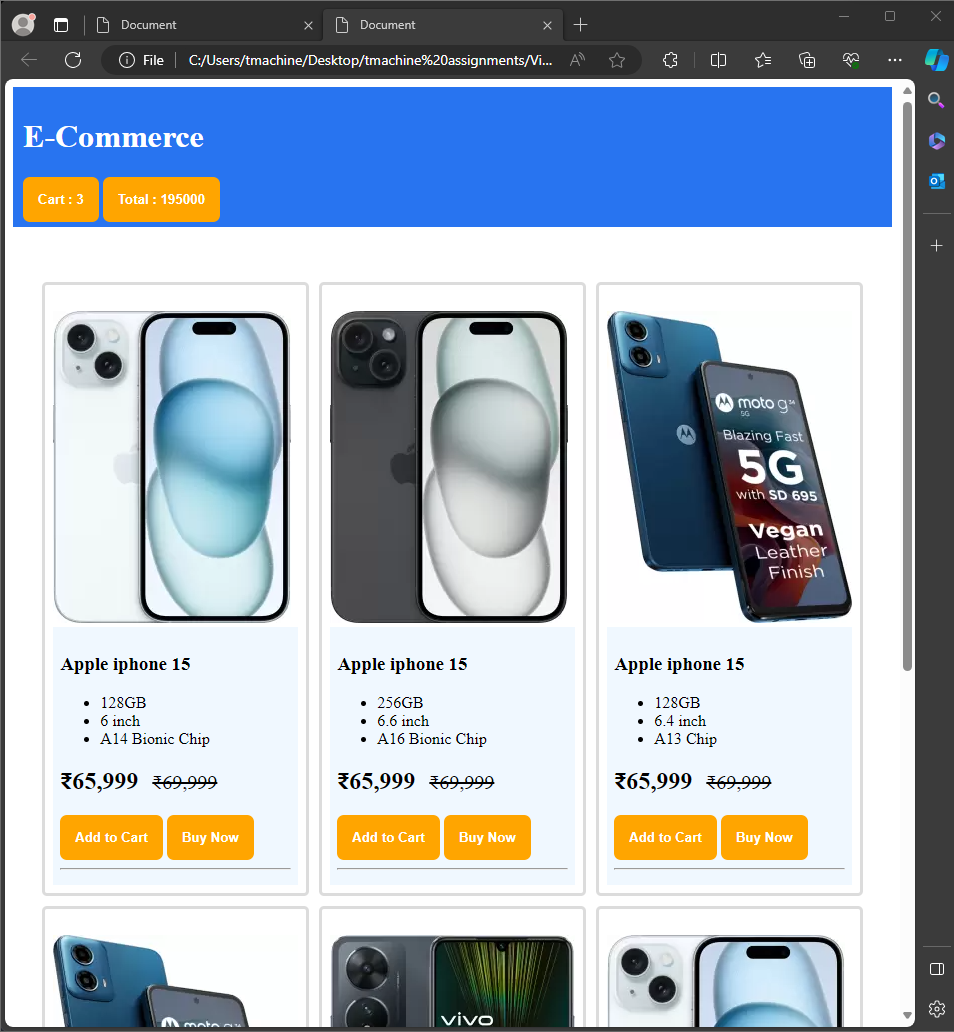 Document
Document
File
C:/Users/tmachine/Desktop/tmachine%20assignments/Vi...
E-Commerce
Cart : 3
Total : 195000
moto g34
5G
Blazing Fast
5G
with SD 695
Vegan
Leather
Finish
Apple iphone 15
128GB
6 inch
A14 Bionic Chip
₹65,999 ₹69,999
Add to Cart
Buy Now
Apple iphone 15
256GB
6.6 inch
A16 Bionic Chip
₹65,999 ₹69,999
Add to Cart
Buy Now
Apple iphone 15
128GB
6.4 inch
A13 Chip
₹65,999 ₹69,999
Add to Cart
Buy Now
moto g34
vivo